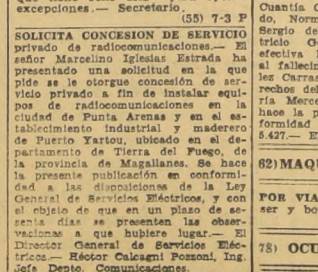 excepciones.— Secretario.
(55) 7-3 P
SOLICITA CONCESION DE SERVICIO
privado de radiocomunicaciones.— El
señor Marcelino Iglesias Estrada ha
presentado una solicitud en la que
pide se le otorgue concesión de ser-
vicio privado a fin de instalar equi-
pos de radiocomunicaciones en la
ciudad de Punta Arenas y en el es-
tablecimiento industrial y maderero
de Puerto Yartou, ubicado en el de-
partamento de Tierra del Fuego, de
la provincia de Magallanes. Se hace
la presente publicación en conformi-
dad a las disposiciones de la Ley
General de Servicios Eléctricos, y con
el objeto de que en un plazo de se-
senta días se presenten las obser-
vaciones a que hubiere lugar.— El
Director General de Servicios Eléc-
tricos.— Héctor Calcagni Pozzoni, Ing.
Jefe Depto. Comunicaciones.
Cuantía
do, Norm
Sergio de
trito
efectiva
al fallecim
lez Carras
rechos del
ría Merce
hace la p
formidad
5.427.— El
62) MAQU
POR VIA
ser y bo
78) OCU